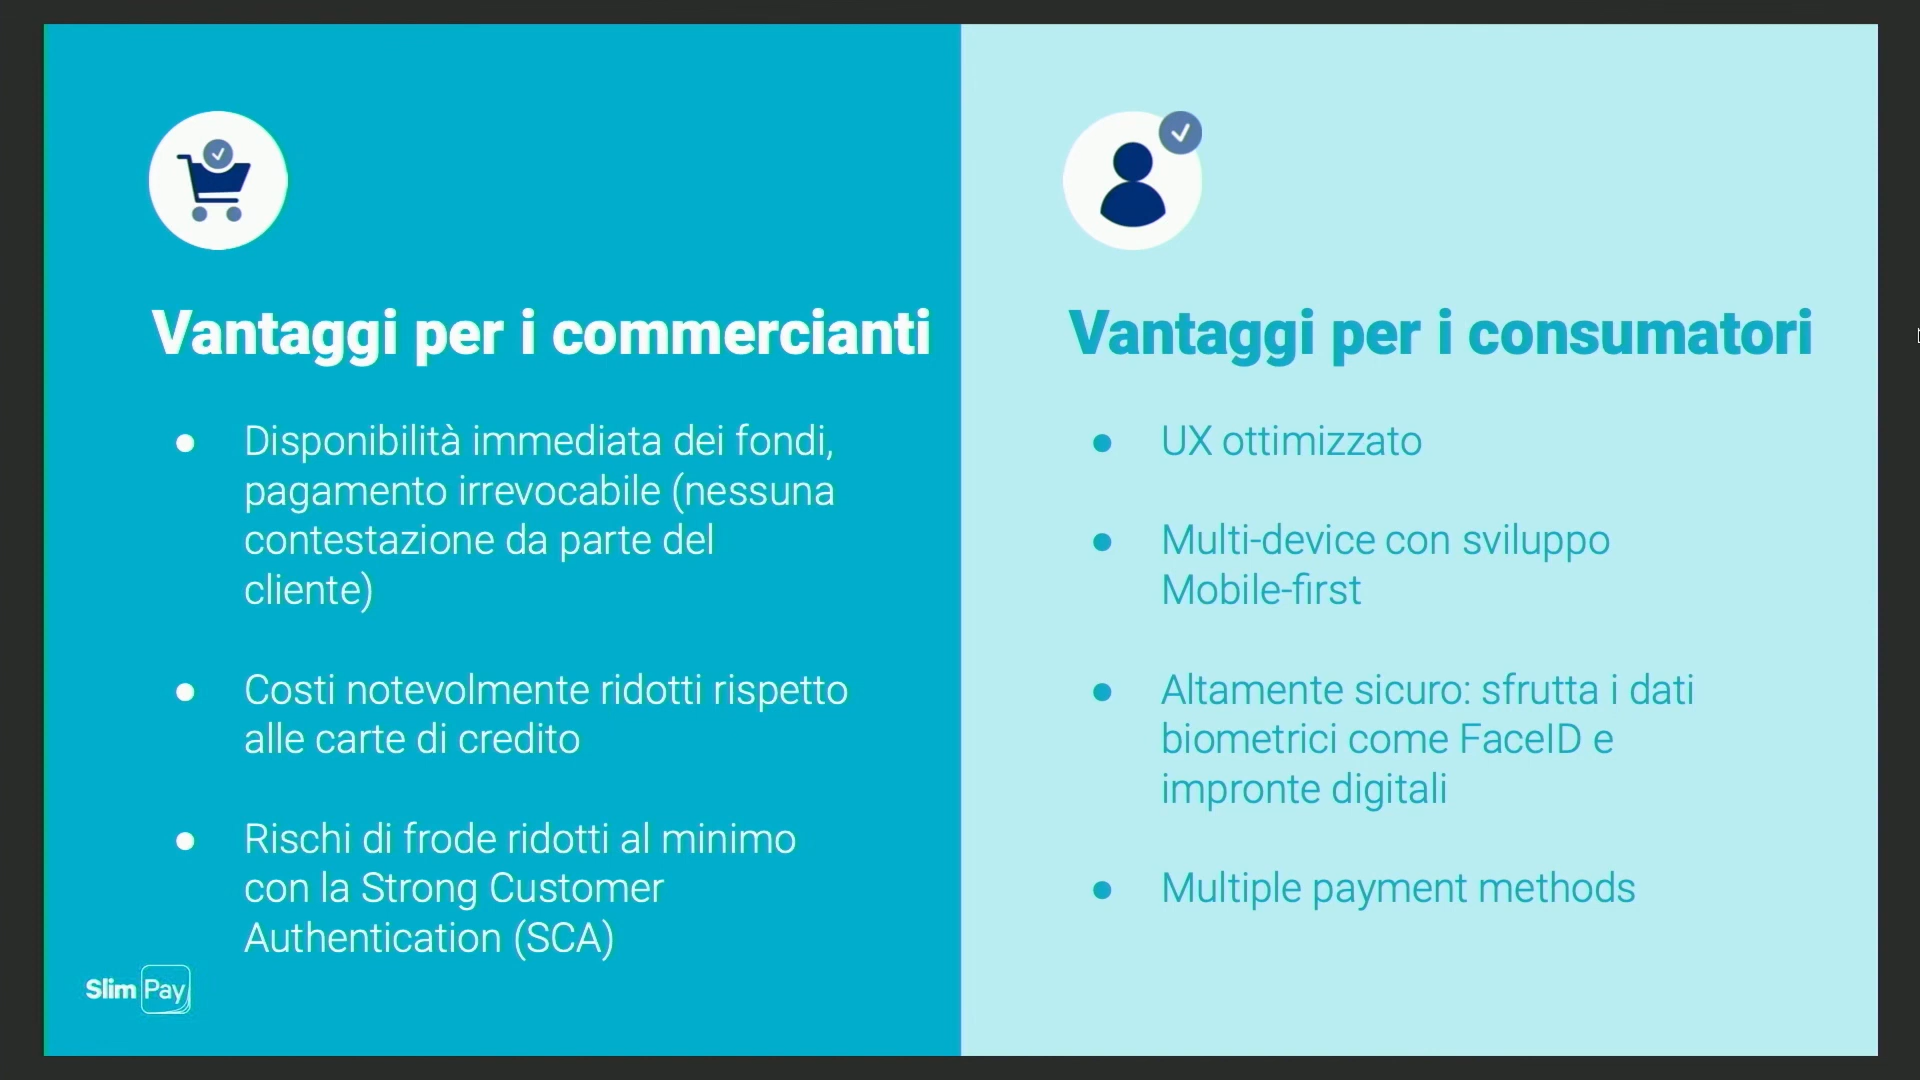 Vantaggi per i commercianti
Disponibilità immediata dei fondi,
pagamento irrevocabile (nessuna
contestazione da parte del
cliente)
Costi notevolmente ridotti rispetto
alle carte di credito
Rischi di frode ridotti al minimo
con la Strong Customer
Authentication (SCA)
Slim Pay
Vantaggi per i consumatori
UX ottimizzato
Multi-device con sviluppo
Mobile-first
Altamente sicuro: sfrutta i dati
biometrici come FaceID e
impronte digitali
Multiple payment methods